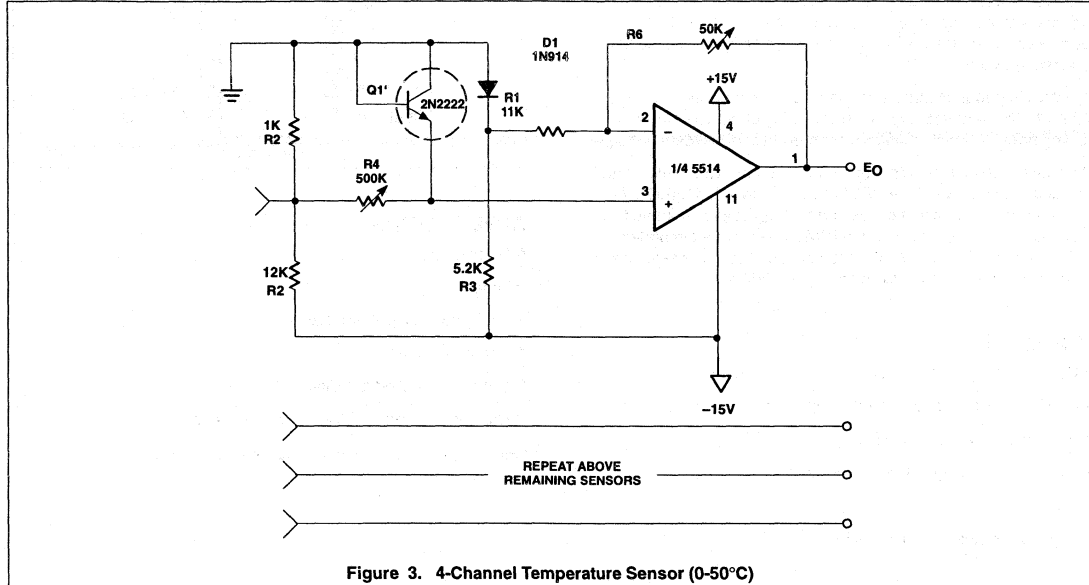 D1
1N914
R6
50K
+15V
Q1'
2N2222
R1
11K
1K
R2
2
4
–
1/4 5514
1
EO
R4
500K
3
+
11
12K
R2
5.2K
R3
–15V
REPEAT ABOVE
REMAINING SENSORS
Figure 3. 4-Channel Temperature Sensor (0-50°C)